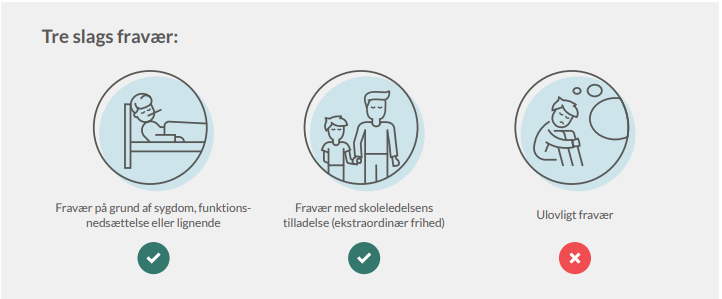 Tre slags fravær:
Fravær på grund af sygdom, funktions-
nedsættelse eller lignende
Fravær med skoleledelsens
tilladelse (ekstraordinær frihed)
Ulovligt fravær